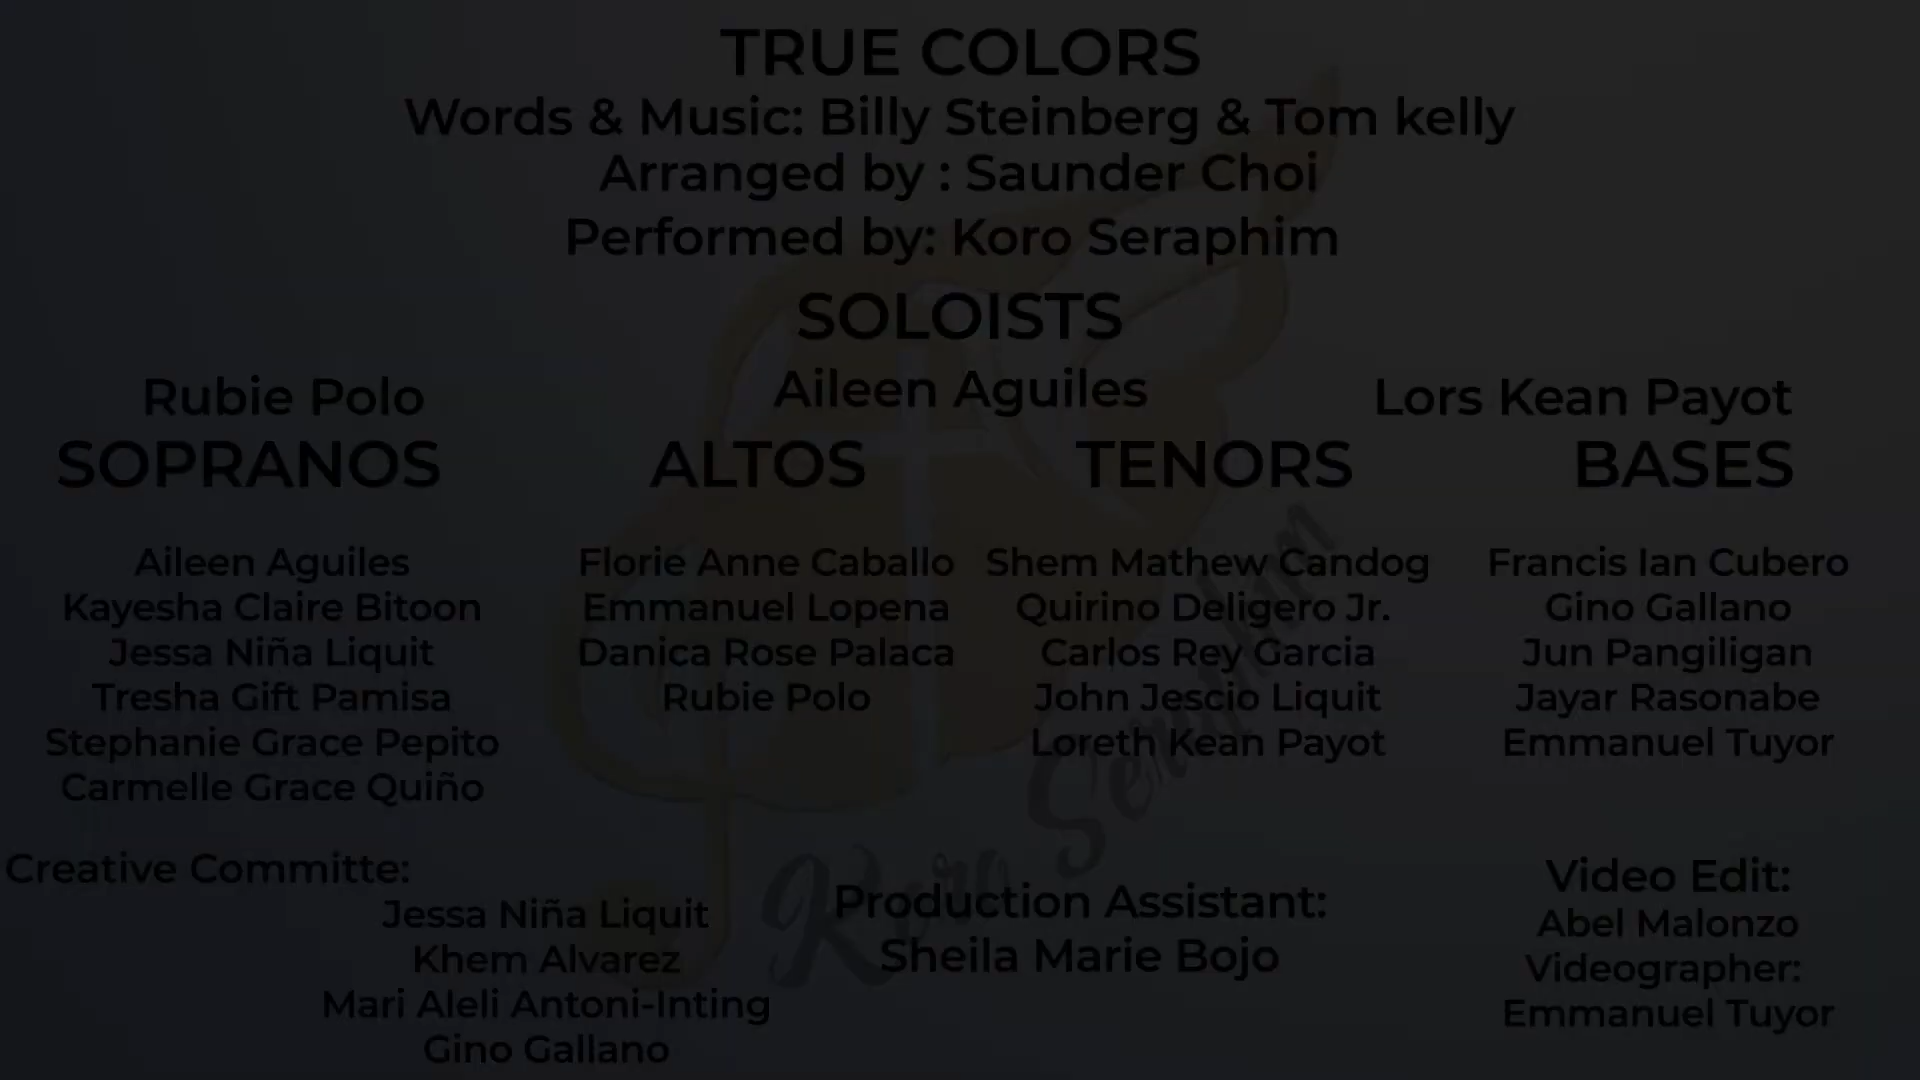 TRUE COLORS
Words & Music: Billy Steinberg & Tom kelly
Arranged by : Saunder Choi
Performed by: Koro Seraphim
SOLOISTS
Rubie Polo
Aileen Aguiles
Lors Kean Payot
SOPRANOS
Aileen Aguiles
Kayesha Claire Bitoon
Jessa Niña Liquit
Tresha Gift Pamisa
Stephanie Grace Pepito
Carmelle Grace Quiño
ALTOS
Florie Anne Caballo
Emmanuel Lopena
Danica Rose Palaca
Rubie Polo
TENORS
Shem Mathew Candog
Quirino Deligero Jr.
Carlos Rey Garcia
John Jescio Liquit
Loreth Kean Payot
BASES
Francis Ian Cubero
Gino Gallano
Jun Pangiligan
Jayar Rasonabe
Emmanuel Tuyor
Creative Committe:
Jessa Niña Liquit
Khem Alvarez
Mari Aleli Antoni-Inting
Gino Gallano
Production Assistant:
Sheila Marie Bojo
Video Edit:
Abel Malonzo
Videographer:
Emmanuel Tuyor
Koro Seraphim